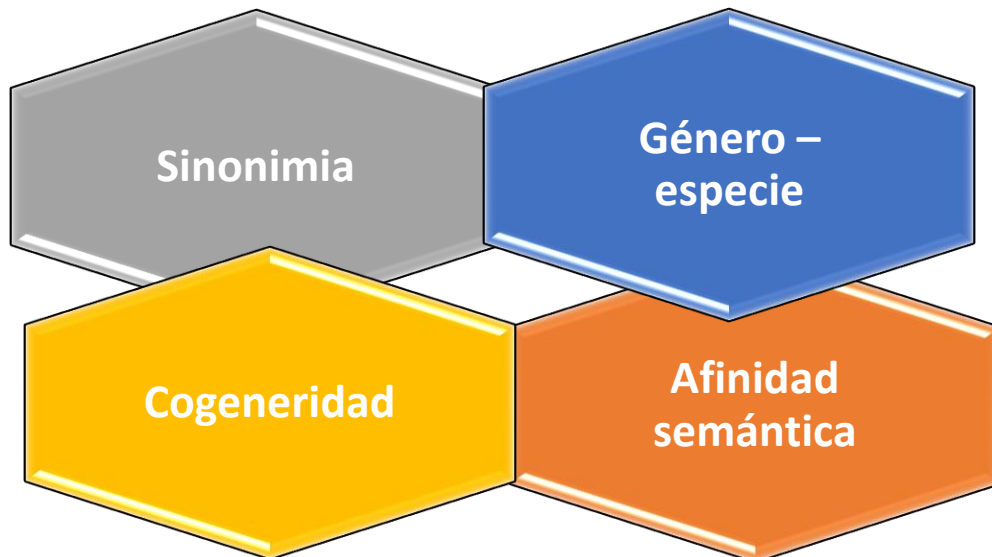 Sinonimia
Género –
especie
Cogeneridad
Afinidad
semántica